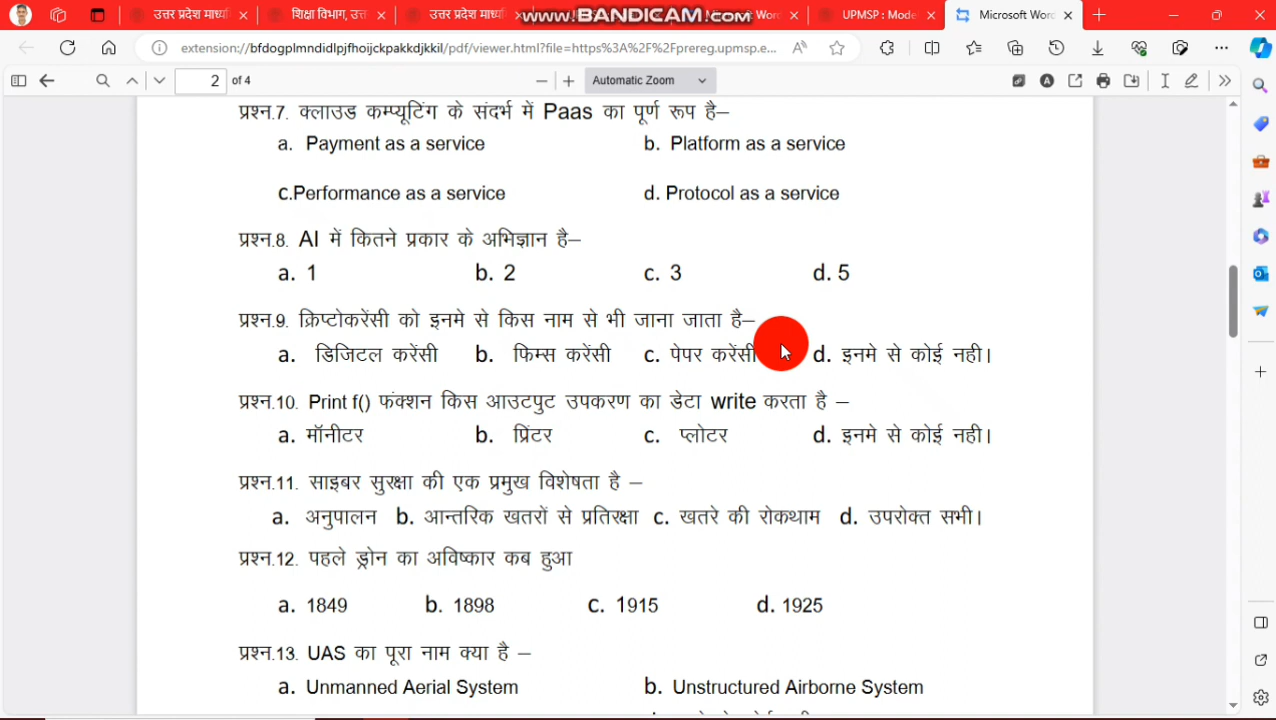 उत्तर प्रदेश माध्यमि
शिक्षा विभाग, उत्त
उत्तर प्रदेश माध्यमि
www.BANDICAM.com
Word
UPMSP : Mode
Microsoft Word
extension://bfdogplmndidlpjfhoijckpakkdjkkil/pdf/viewer.html?file=https%3A%2F%2Fprereg.upmsp.e...
2 of 4
Automatic Zoom
प्रश्न.7. क्लाउड कम्प्यूटिंग के संदर्भ में Paas का पूर्ण रूप है–
a. Payment as a service b. Platform as a service
c.Performance as a service d. Protocol as a service
प्रश्न.8. AI में कितने प्रकार के अभिज्ञान है–
a. 1 b. 2 c. 3 d. 5
प्रश्न.9. क्रिप्टोकरेंसी को इनमे से किस नाम से भी जाना जाता है–
a. डिजिटल करेंसी b. फिम्स करेंसी c. पेपर करेंसी d. इनमे से कोई नही।
प्रश्न.10. Print f() फंक्शन किस आउटपुट उपकरण का डेटा write करता है –
a. मॉनीटर b. प्रिंटर c. प्लोटर d. इनमे से कोई नही।
प्रश्न.11. साइबर सुरक्षा की एक प्रमुख विशेषता है –
a. अनुपालन b. आन्तरिक खतरों से प्रतिरक्षा c. खतरे की रोकथाम d. उपरोक्त सभी।
प्रश्न.12. पहले ड्रोन का अविष्कार कब हुआ
a. 1849 b. 1898 c. 1915 d. 1925
प्रश्न.13. UAS का पूरा नाम क्या है –
a. Unmanned Aerial System b. Unstructured Airborne System